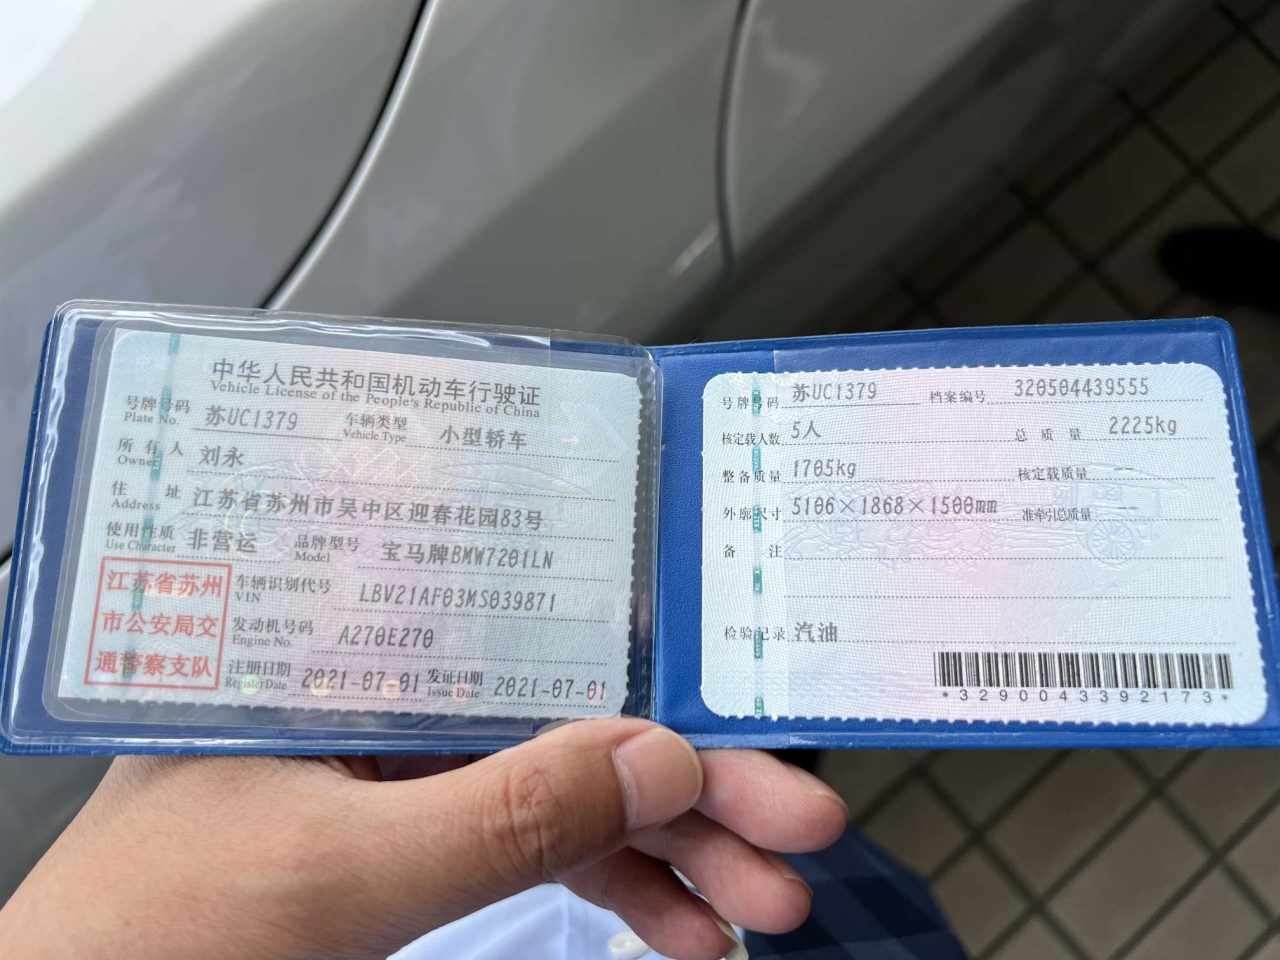 中华人民共和国机动车行驶证
Vehicle License of the People's Republic of China
号牌号码 苏UC1379 车辆类型 小型轿车
Plate No. Vehicle Type
所有人 刘永
Owner
住址 江苏省苏州市吴中区迎春花园83号
Address
使用性质 非营运 品牌型号 宝马牌BMW7201LN
Use Character Model
江苏省苏州
市公安局交
通警察支队
车辆识别代号 LBV21AF03MS039871
VIN
发动机号码 A270E270
Engine No.
注册日期 2021-07-01 发证日期 2021-07-01
Register Date Issue Date
号牌号码 苏UC1379 档案编号 320504439555
核定载人数 5人 总质量 2225kg
整备质量 1705kg 核定载质量 --
外廓尺寸 5106×1868×1500mm 准牵引总质量 --
备注
检验记录 汽油
*3290043392173*